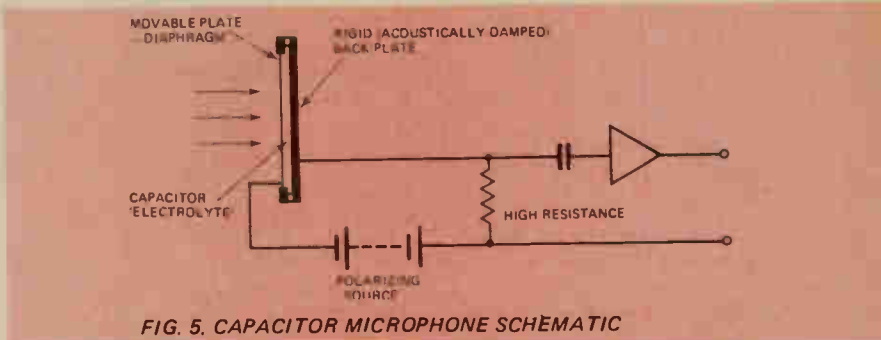 MOVABLE PLATE
DIAPHRAGM
RIGID (ACOUSTICALLY DAMPED)
BACK PLATE
CAPACITOR
'ELECTROLYTE'
HIGH RESISTANCE
POLARIZING
SOURCE
FIG. 5. CAPACITOR MICROPHONE SCHEMATIC